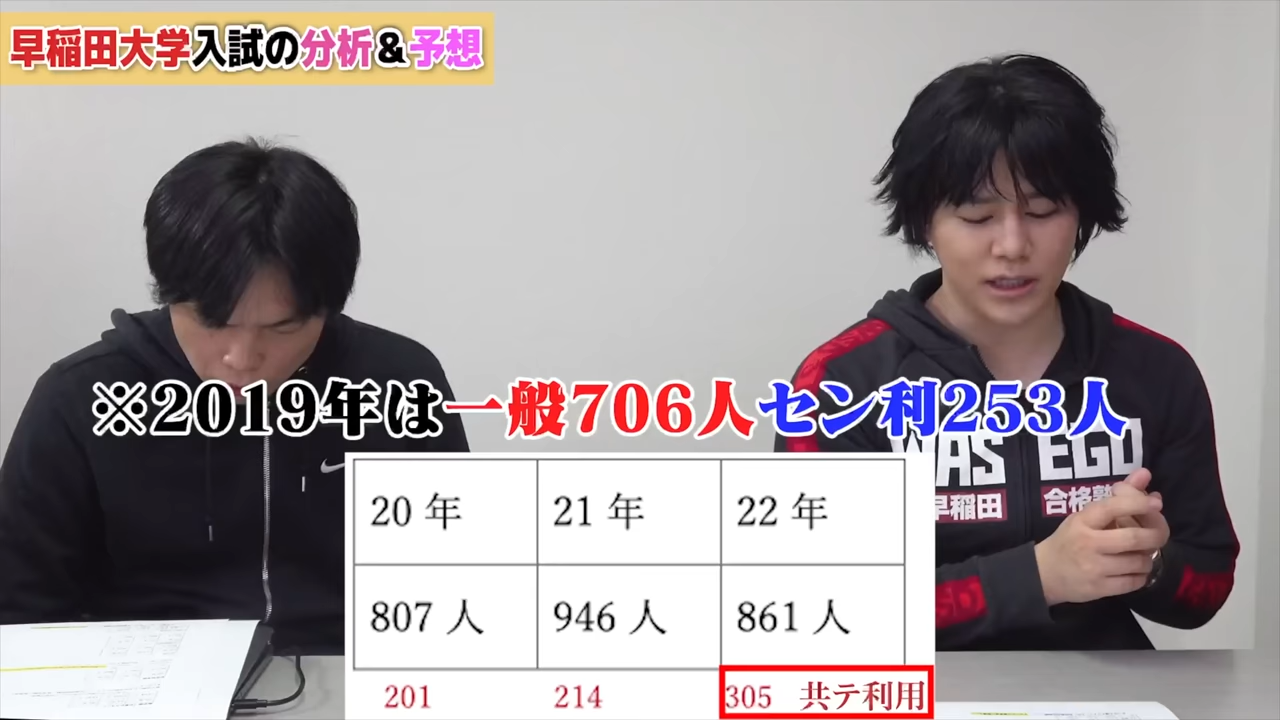 早稲田大学入試の分析&予想
※2019年は一般706人セン利253人
WAS EGO
早稲田 合格塾
20年 21年 22年
807人 946人 861人
201 214 305 共テ利用